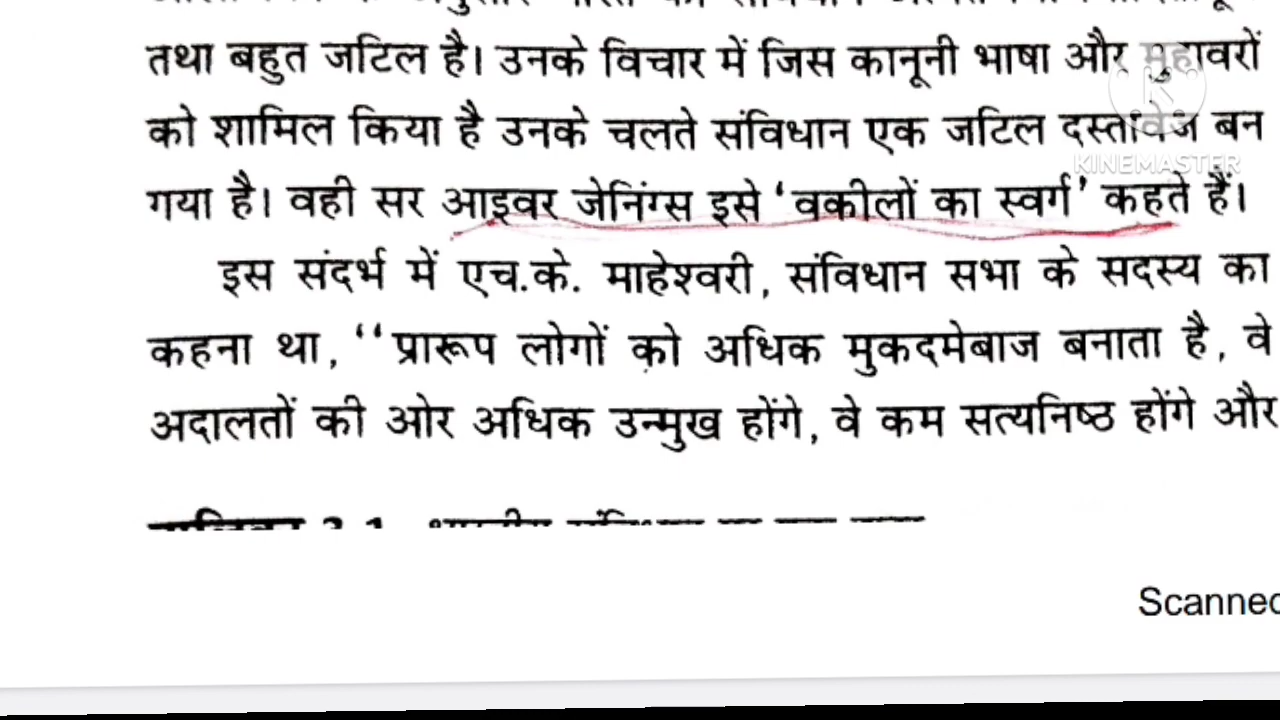 तथा बहुत जटिल है। उनके विचार में जिस कानूनी भाषा और मुहावरों
को शामिल किया है उनके चलते संविधान एक जटिल दस्तावेज बन
KINEMASTER
गया है। वही सर आइवर जेनिंग्स इसे ‘वकीलों का स्वर्ग’ कहते हैं।
इस संदर्भ में एच.के. माहेश्वरी, संविधान सभा के सदस्य का
कहना था, ‘‘प्रारूप लोगों को अधिक मुकदमेबाज बनाता है, वे
अदालतों की ओर अधिक उन्मुख होंगे, वे कम सत्यनिष्ठ होंगे और
Scanned